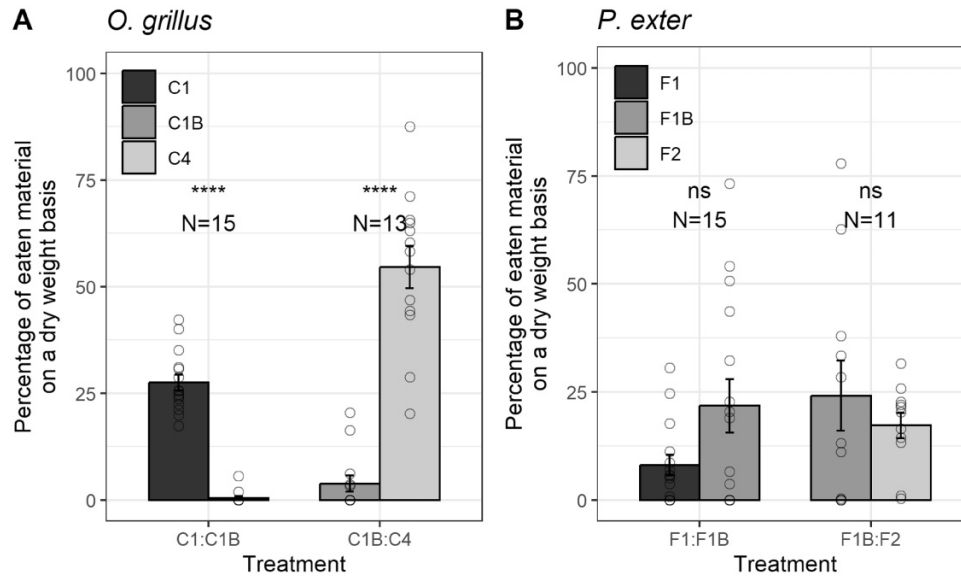 A O. grillus
Percentage of eaten material
on a dry weight basis
100
75
50
25
0
C1
C1B
C4
****
N=15
****
N=13
C1:C1B
C1B:C4
Treatment
B P. exter
Percentage of eaten material
on a dry weight basis
100
75
50
25
0
F1
F1B
F2
ns
N=15
ns
N=11
F1:F1B
F1B:F2
Treatment